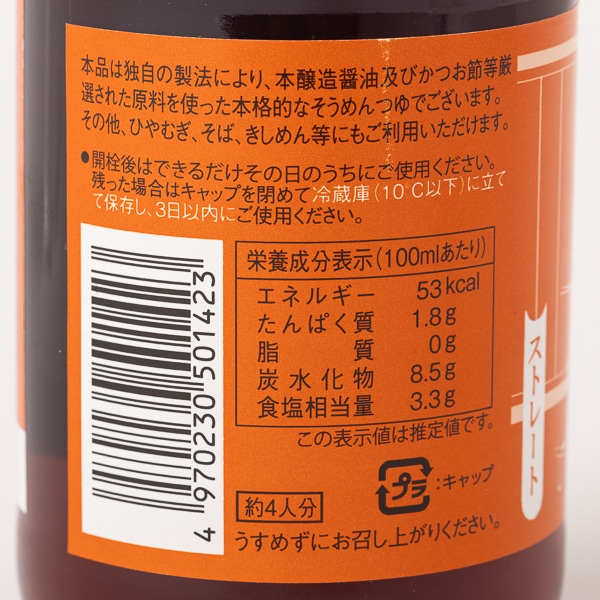 本品は独自の製法により、本醸造醤油及びかつお節等厳
選された原料を使った本格的なそうめんつゆでございます。
その他、ひやむぎ、そば、きしめん等にもご利用いただけます。
●開栓後はできるだけその日のうちにご使用ください。
残った場合はキャップを閉めて冷蔵庫(10℃以下)に立て
て保存し、3日以内にご使用ください。
栄養成分表示(100mlあたり)
エネルギー 53kcal
たんぱく質 1.8g
脂質 0g
炭水化物 8.5g
食塩相当量 3.3g
この表示値は推定値です。
プラ:キャップ
約4人分
うすめずにお召し上がりください。
4970230501423
ストレート